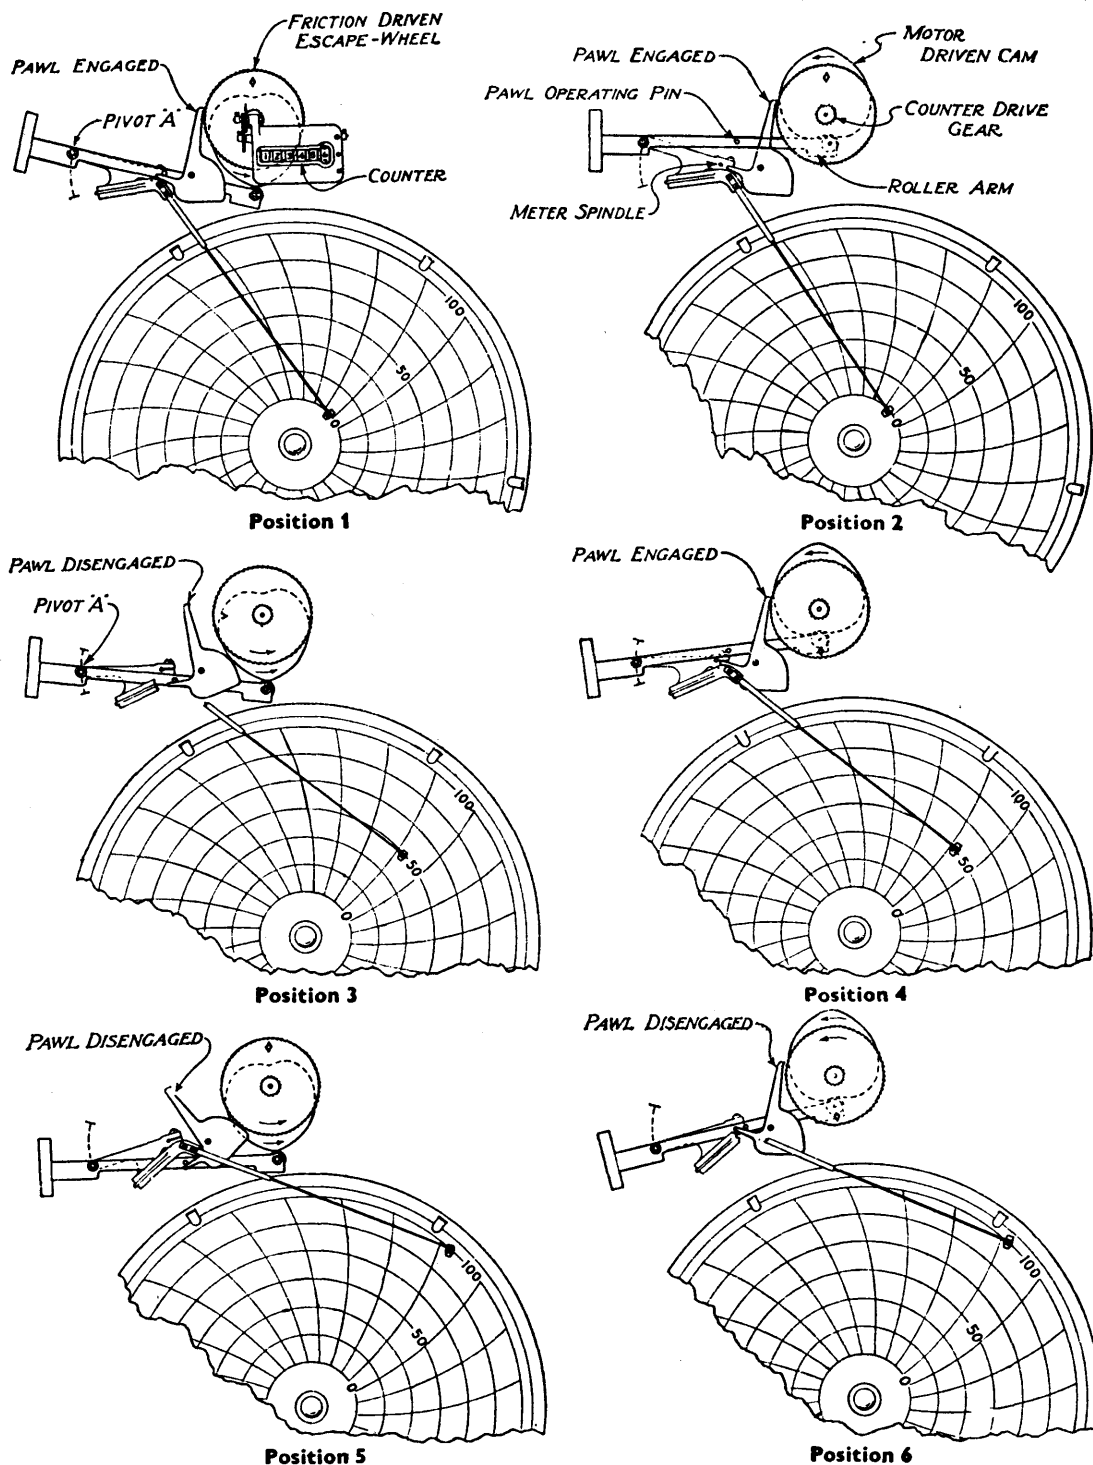 FRICTION DRIVEN
ESCAPE-WHEEL
PAWL ENGAGED
PIVOT "A"
COUNTER
100
50
0
Position 1
MOTOR
DRIVEN CAM
PAWL ENGAGED
PAWL OPERATING PIN
COUNTER DRIVE
GEAR
ROLLER ARM
METER SPINDLE
100
50
0
Position 2
PAWL DISENGAGED
PIVOT "A"
100
50
0
Position 3
PAWL ENGAGED
100
50
0
Position 4
PAWL DISENGAGED
100
50
0
Position 5
PAWL DISENGAGED
100
50
0
Position 6